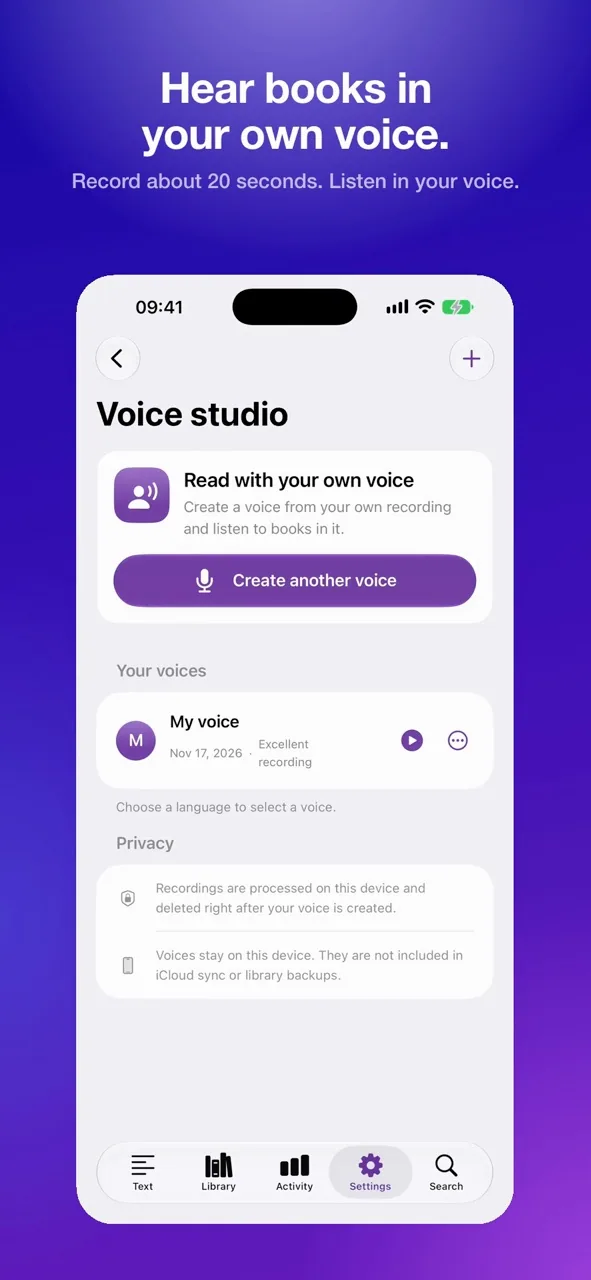 Hear books in
your own voice.
Record about 20 seconds. Listen in your voice.
09:41
Voice studio
Read with your own voice
Create a voice from your own recording
and listen to books in it.
Create another voice
Your voices
M
My voice
Nov 17, 2026 · Excellent
recording
Choose a language to select a voice.
Privacy
Recordings are processed on this device and
deleted right after your voice is created.
Voices stay on this device. They are not included in
iCloud sync or library backups.
Text
Library
Activity
Settings
Search